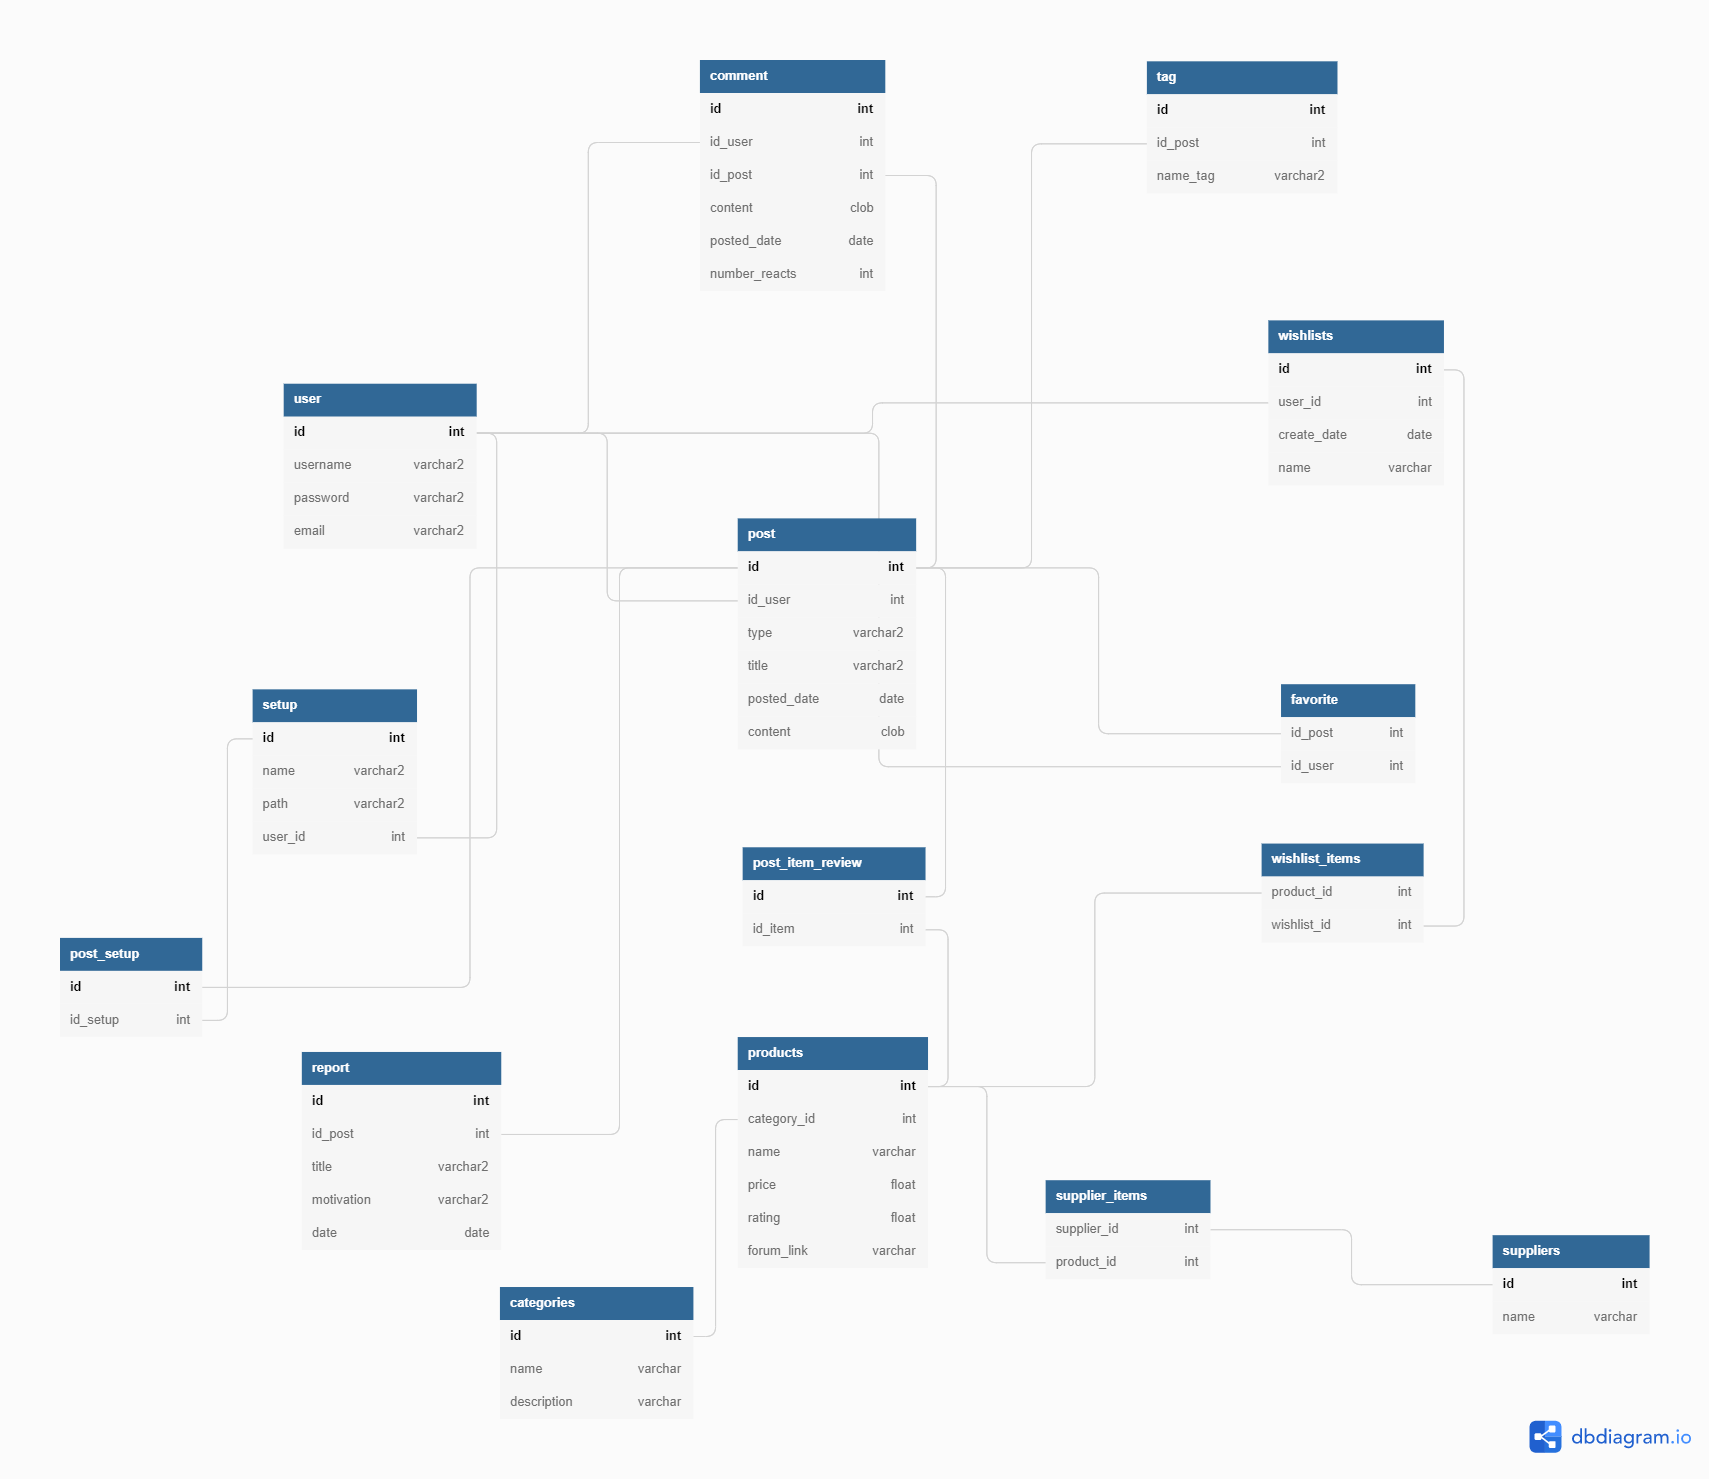 comment
id int
id_user int
id_post int
content clob
posted_date date
number_reacts int
tag
id int
id_post int
name_tag varchar2
wishlists
id int
user_id int
create_date date
name varchar
user
id int
username varchar2
password varchar2
email varchar2
post
id int
id_user int
type varchar2
title varchar2
posted_date date
content clob
setup
id int
name varchar2
path varchar2
user_id int
favorite
id_post int
id_user int
post_item_review
id int
id_item int
wishlist_items
product_id int
wishlist_id int
post_setup
id int
id_setup int
report
id int
id_post int
title varchar2
motivation varchar2
date date
products
id int
category_id int
name varchar
price float
rating float
forum_link varchar
supplier_items
supplier_id int
product_id int
suppliers
id int
name varchar
categories
id int
name varchar
description varchar
dbdiagram.io